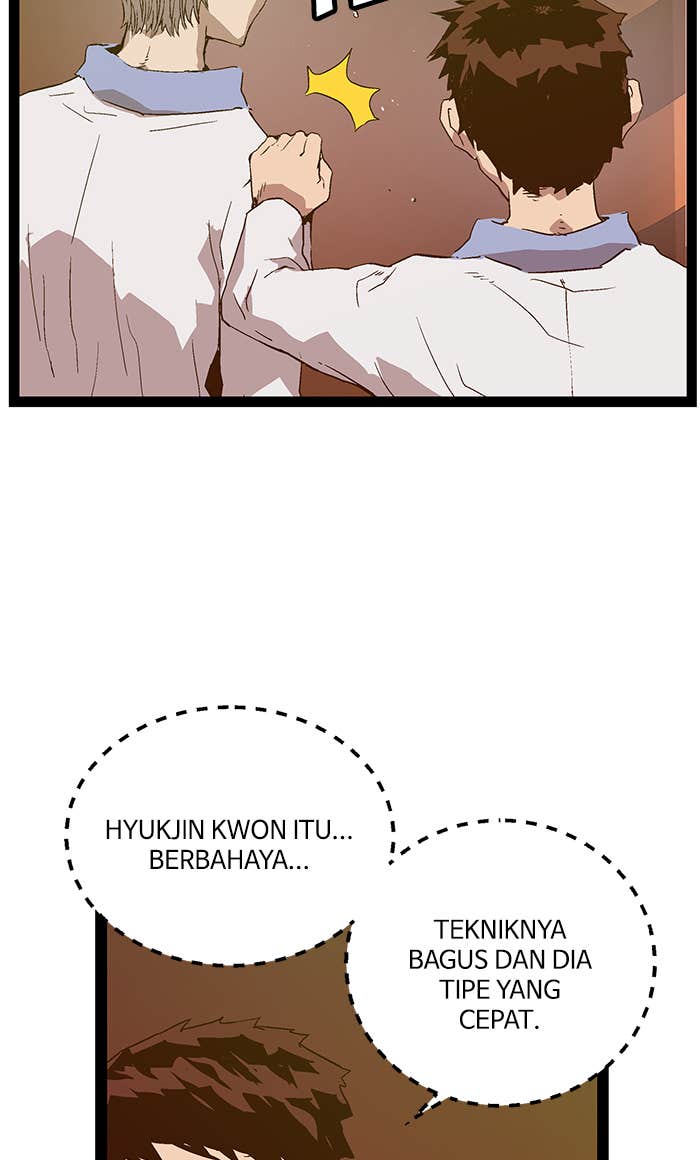 HYUKJIN KWON ITU...
BERBAHAYA...
TEKNIKNYA
BAGUS DAN DIA
TIPE YANG
CEPAT.